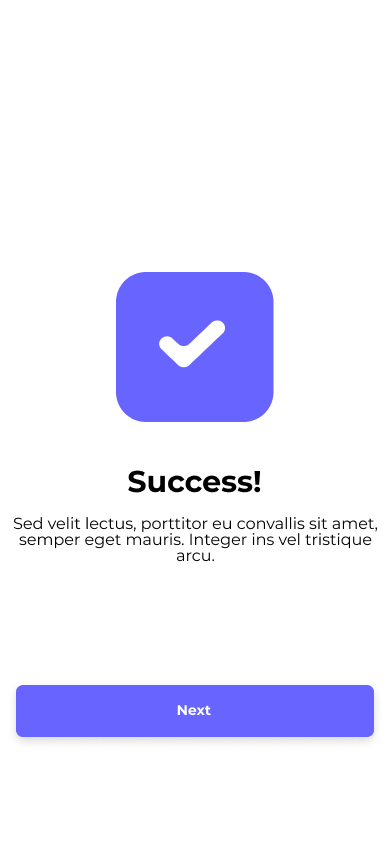 Success!
Sed velit lectus, porttitor eu convallis sit amet,
semper eget mauris. Integer ins vel tristique
arcu.
Next